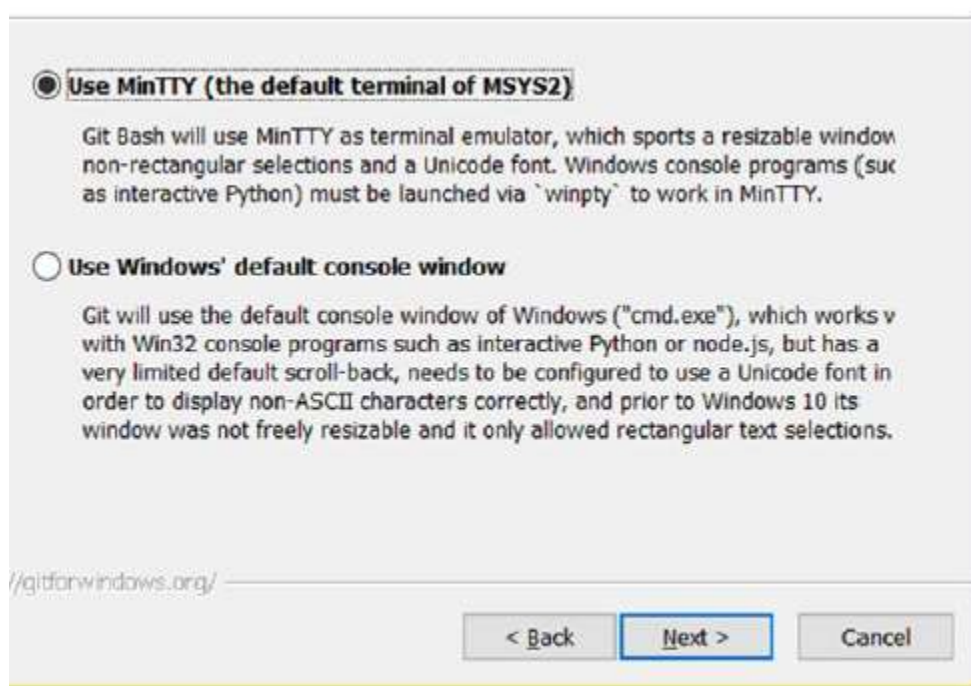 Use MinTTY (the default terminal of MSYS2)
Git Bash will use MinTTY as terminal emulator, which sports a resizable window
non-rectangular selections and a Unicode font. Windows console programs (suc
as interactive Python) must be launched via `winpty` to work in MinTTY.
Use Windows' default console window
Git will use the default console window of Windows ("cmd.exe"), which works v
with Win32 console programs such as interactive Python or node.js, but has a
very limited default scroll-back, needs to be configured to use a Unicode font in
order to display non-ASCII characters correctly, and prior to Windows 10 its
window was not freely resizable and it only allowed rectangular text selections.
//gitforwindows.org/
< Back Next > Cancel